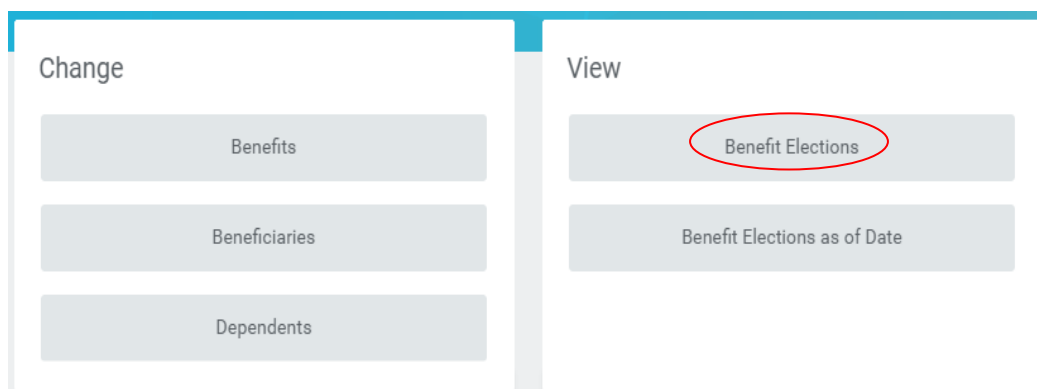 Change
Benefits
Beneficiaries
Dependents
View
Benefit Elections
Benefit Elections as of Date